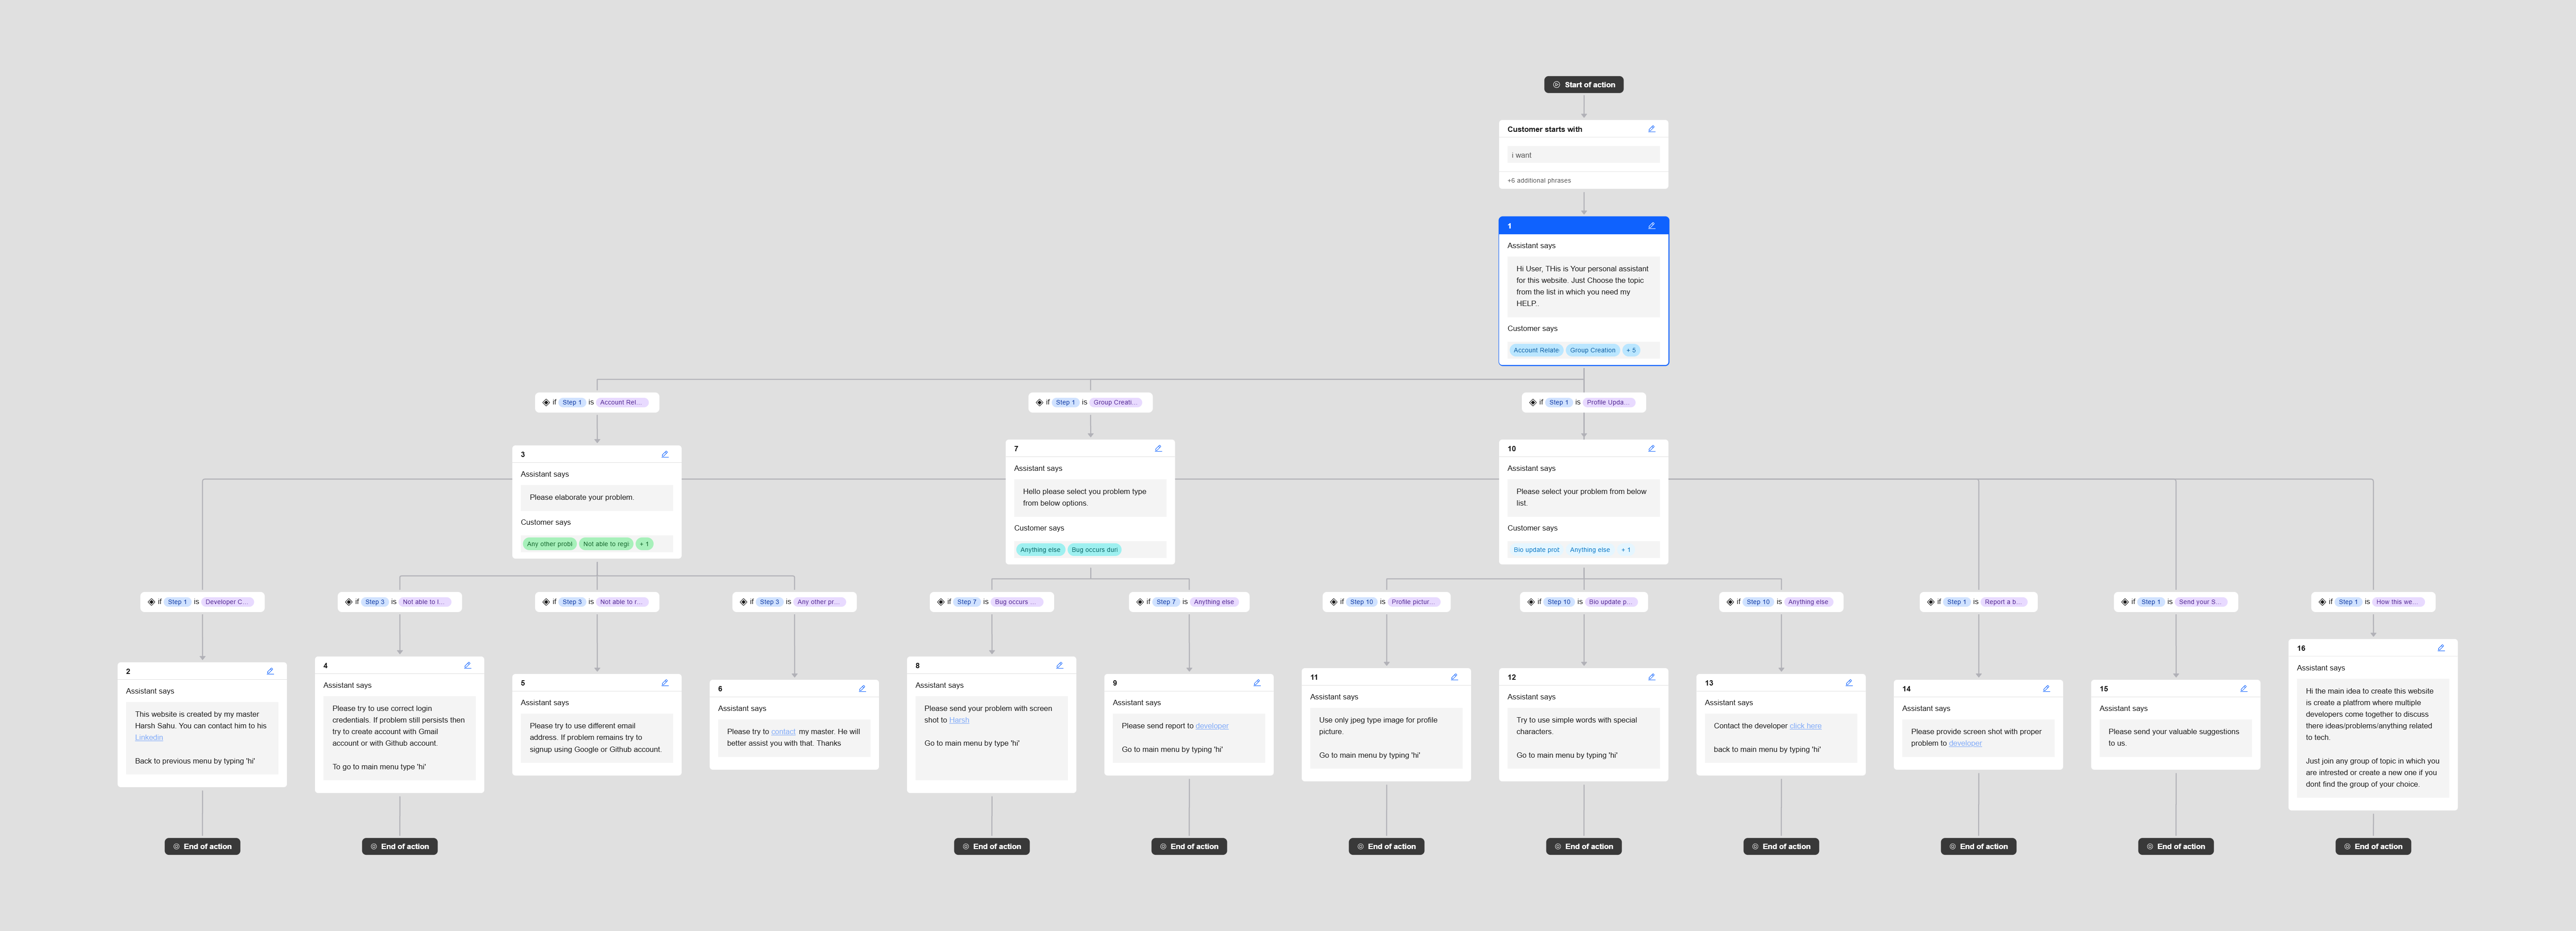 Start of action
Customer starts with
i want
+6 additional phrases
1
Assistant says
Hi User, THis is Your personal assistant
for this website. Just Choose the topic
from the list in which you need my
HELP..
Customer says
Account Relate Group Creation + 5
if Step 1 is Account Rel...
if Step 1 is Group Creati...
if Step 1 is Profile Upda...
3
Assistant says
Please elaborate your problem.
Customer says
Any other probl Not able to regi + 1
7
Assistant says
Hello please select you problem type
from below options.
Customer says
Anything else Bug occurs duri
10
Assistant says
Please select your problem from below
list.
Customer says
Bio update prot Anything else + 1
if Step 1 is Developer C...
if Step 3 is Not able to l...
if Step 3 is Not able to r...
if Step 3 is Any other pr...
if Step 7 is Bug occurs ...
if Step 7 is Anything else
if Step 10 is Profile pictur...
if Step 10 is Bio update p...
if Step 10 is Anything else
if Step 1 is Report a b...
if Step 1 is Send your S...
if Step 1 is How this we...
2
Assistant says
This website is created by my master
Harsh Sahu. You can contact him to his
Linkedin
Back to previous menu by typing 'hi'
End of action
4
Assistant says
Please try to use correct login
credentials. If problem still persists then
try to create account with Gmail
account or with Github account.
To go to main menu type 'hi'
End of action
5
Assistant says
Please try to use different email
address. If problem remains try to
signup using Google or Github account.
6
Assistant says
Please try to contact my master. He will
better assist you with that. Thanks
8
Assistant says
Please send your problem with screen
shot to Harsh
Go to main menu by type 'hi'
End of action
9
Assistant says
Please send report to developer
Go to main menu by typing 'hi'
End of action
11
Assistant says
Use only jpeg type image for profile
picture.
Go to main menu by typing 'hi'
End of action
12
Assistant says
Try to use simple words with special
characters.
Go to main menu by typing 'hi'
End of action
13
Assistant says
Contact the developer click here
back to main menu by typing 'hi'
End of action
14
Assistant says
Please provide screen shot with proper
problem to developer
End of action
15
Assistant says
Please send your valuable suggestions
to us.
End of action
16
Assistant says
Hi the main idea to create this website
is create a platfrom where multiple
developers come together to discuss
there ideas/problems/anything related
to tech.
Just join any group of topic in which you
are intrested or create a new one if you
dont find the group of your choice.
End of action